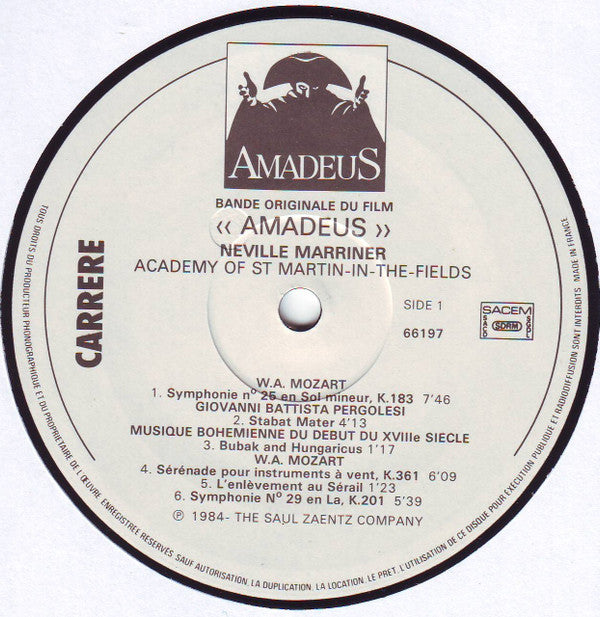 AMADEUS
BANDE ORIGINALE DU FILM
‹‹ AMADEUS ››
NEVILLE MARRINER
ACADEMY OF ST MARTIN-IN-THE-FIELDS
CARRERE
SIDE 1
66197
SACEM
SACD SDRM SGDL
W.A. MOZART
1. Symphonie nº 25 en Sol mineur, K.183 7'46
GIOVANNI BATTISTA PERGOLESI
2. Stabat Mater 4'13
MUSIQUE BOHEMIENNE DU DEBUT DU XVIIIe SIECLE
3. Bubak and Hungaricus 1'17
W.A. MOZART
4. Sérénade pour instruments à vent, K.361 6'09
5. L'enlèvement au Sérail 1'23
6. Symphonie Nº 29 en La, K.201 5'39
℗ 1984- THE SAUL ZAENTZ COMPANY
TOUS DROITS DU PRODUCTEUR PHONOGRAPHIQUE ET DU PROPRIETAIRE DE L'ŒUVRE ENREGISTREE RESERVES SAUF AUTORISATION. LA DUPLICATION. LA LOCATION. LE PRET. L'UTILISATION DE CE DISQUE POUR EXECUTION PUBLIQUE ET RADIODIFFUSION SONT INTERDITS MADE IN FRANCE